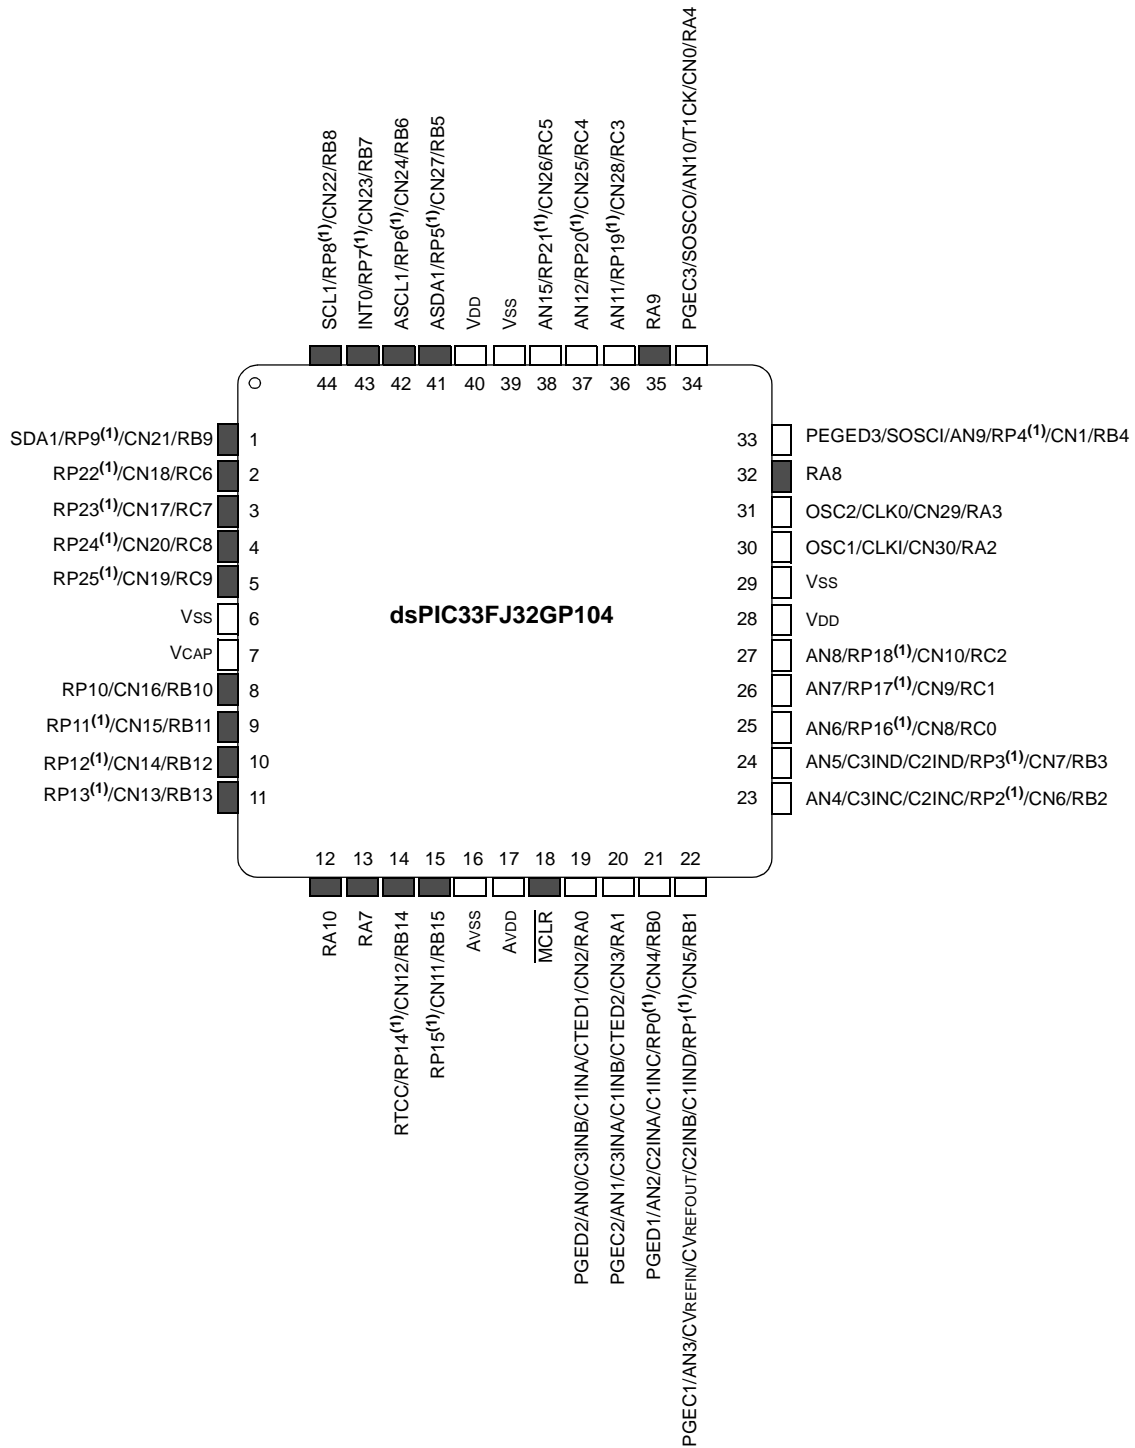 SCL1/RP8(1)/CN22/RB8
INT0/RP7(1)/CN23/RB7
ASCL1/RP6(1)/CN24/RB6
ASDA1/RP5(1)/CN27/RB5
VDD
VSS
AN15/RP21(1)/CN26/RC5
AN12/RP20(1)/CN25/RC4
AN11/RP19(1)/CN28/RC3
RA9
PGEC3/SOSCO/AN10/T1CK/CN0/RA4
44 43 42 41 40 39 38 37 36 35 34
SDA1/RP9(1)/CN21/RB9 1
RP22(1)/CN18/RC6 2
RP23(1)/CN17/RC7 3
RP24(1)/CN20/RC8 4
RP25(1)/CN19/RC9 5
VSS 6
VCAP 7
RP10/CN16/RB10 8
RP11(1)/CN15/RB11 9
RP12(1)/CN14/RB12 10
RP13(1)/CN13/RB13 11
dsPIC33FJ32GP104
33 PEGED3/SOSCI/AN9/RP4(1)/CN1/RB4
32 RA8
31 OSC2/CLK0/CN29/RA3
30 OSC1/CLKI/CN30/RA2
29 VSS
28 VDD
27 AN8/RP18(1)/CN10/RC2
26 AN7/RP17(1)/CN9/RC1
25 AN6/RP16(1)/CN8/RC0
24 AN5/C3IND/C2IND/RP3(1)/CN7/RB3
23 AN4/C3INC/C2INC/RP2(1)/CN6/RB2
12 13 14 15 16 17 18 19 20 21 22
RA10
RA7
RTCC/RP14(1)/CN12/RB14
RP15(1)/CN11/RB15
AVSS
AVDD
MCLR
PGED2/AN0/C3INB/C1INA/CTED1/CN2/RA0
PGEC2/AN1/C3INA/C1INB/CTED2/CN3/RA1
PGED1/AN2/C2INA/C1INC/RP0(1)/CN4/RB0
PGEC1/AN3/CVREFIN/CVREFOUT/C2INB/C1IND/RP1(1)/CN5/RB1